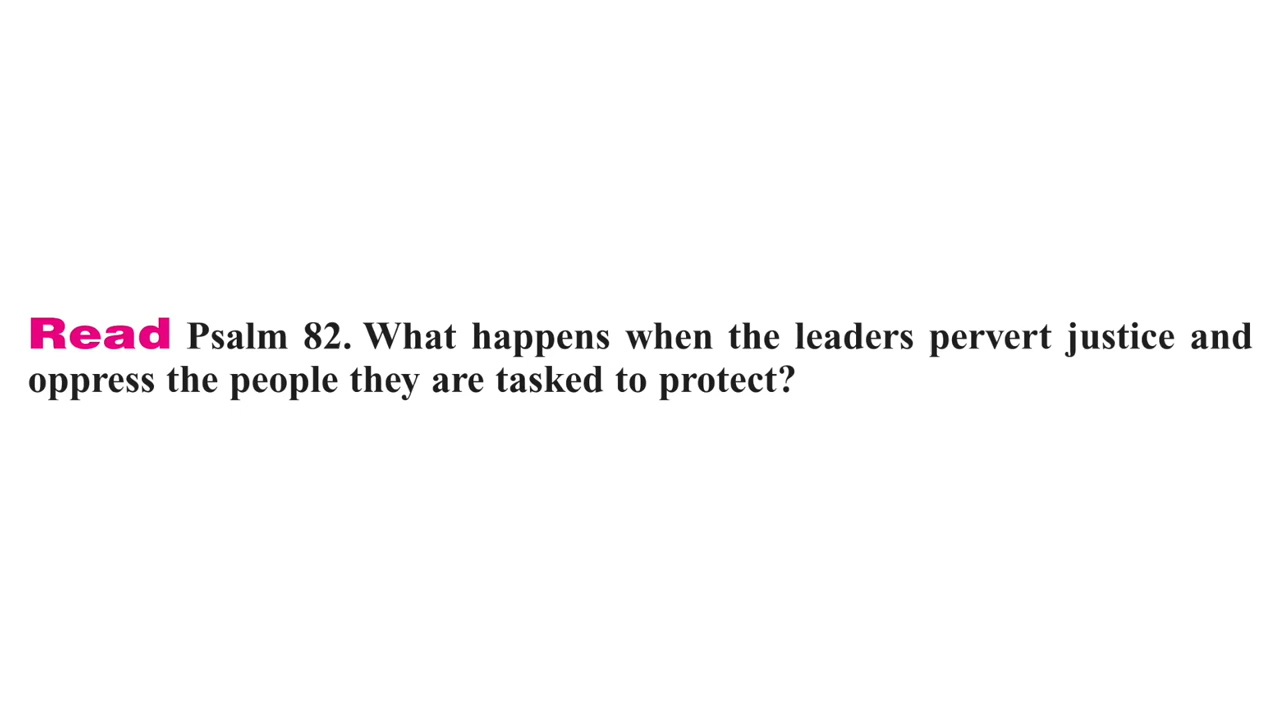 Read Psalm 82. What happens when the leaders pervert justice and
oppress the people they are tasked to protect?